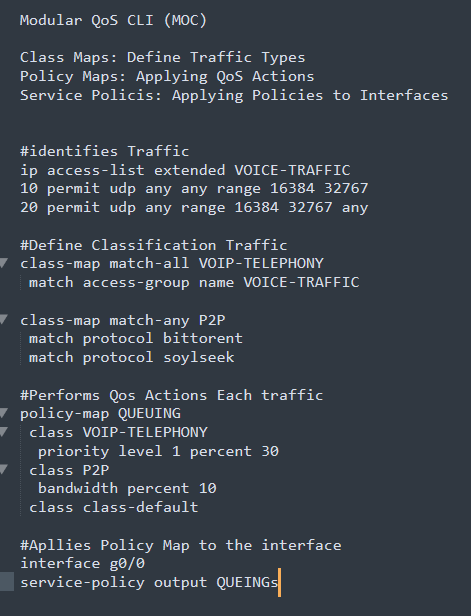 Modular QoS CLI (MOC)
Class Maps: Define Traffic Types
Policy Maps: Applying QoS Actions
Service Policis: Applying Policies to Interfaces
#identifies Traffic
ip access-list extended VOICE-TRAFFIC
10 permit udp any any range 16384 32767
20 permit udp any range 16384 32767 any
#Define Classification Traffic
class-map match-all VOIP-TELEPHONY
match access-group name VOICE-TRAFFIC
class-map match-any P2P
match protocol bittorent
match protocol soylseek
#Performs Qos Actions Each traffic
policy-map QUEUING
class VOIP-TELEPHONY
priority level 1 percent 30
class P2P
bandwidth percent 10
class class-default
#Apllies Policy Map to the interface
interface g0/0
service-policy output QUEINGs